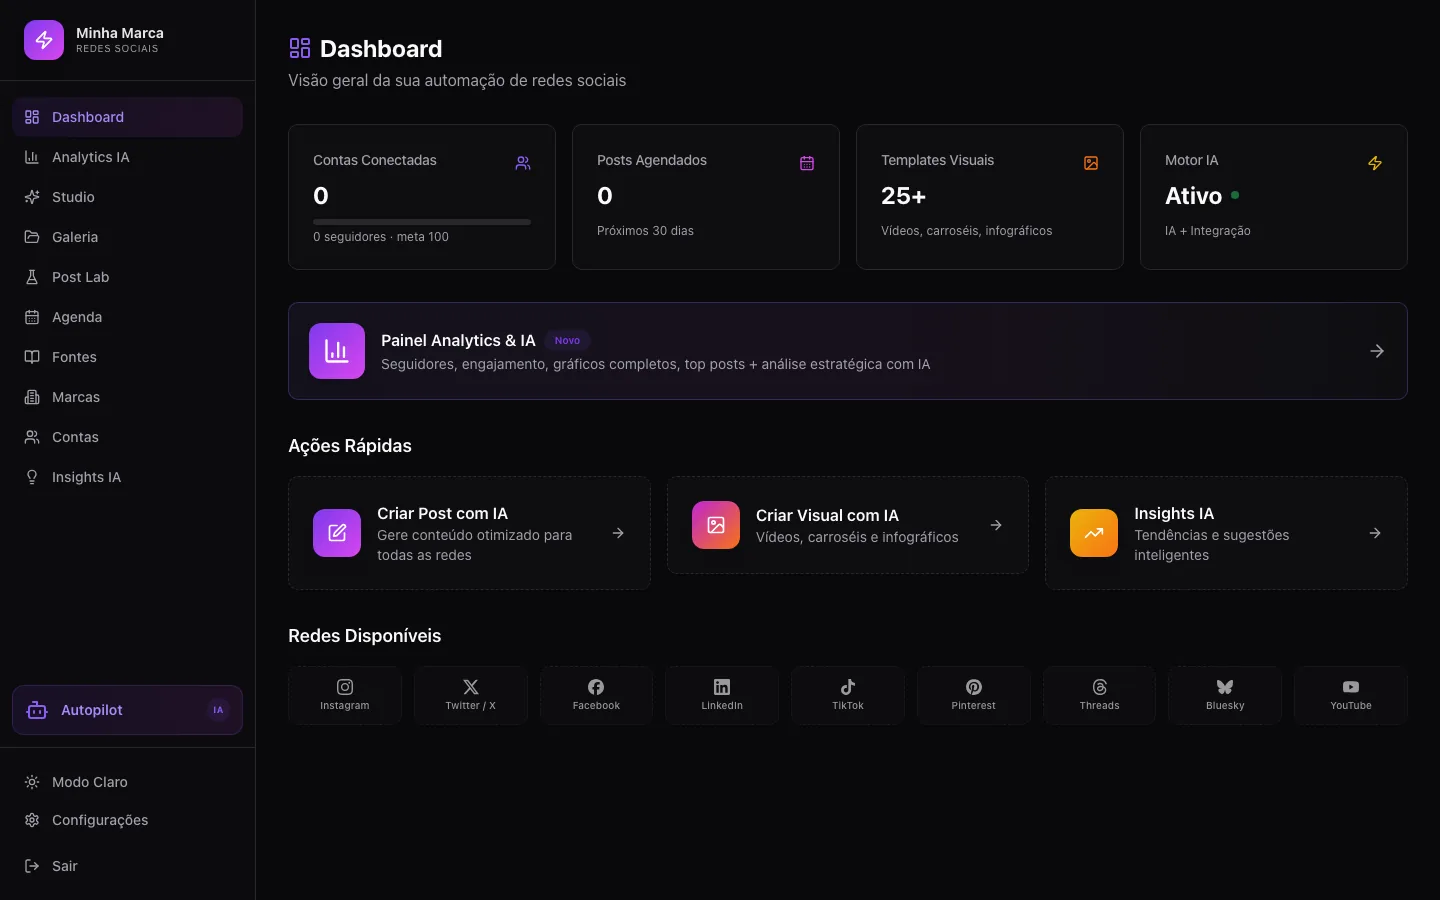 Minha Marca
REDES SOCIAIS
Dashboard
Analytics IA
Studio
Galeria
Post Lab
Agenda
Fontes
Marcas
Contas
Insights IA
Autopilot
IA
Modo Claro
Configurações
Sair
Dashboard
Visão geral da sua automação de redes sociais
Contas Conectadas
0
0 seguidores · meta 100
Posts Agendados
0
Próximos 30 dias
Templates Visuais
25+
Vídeos, carroséis, infográficos
Motor IA
Ativo
IA + Integração
Painel Analytics & IA
Novo
Seguidores, engajamento, gráficos completos, top posts + análise estratégica com IA
Ações Rápidas
Criar Post com IA
Gere conteúdo otimizado para
todas as redes
Criar Visual com IA
Vídeos, carroséis e infográficos
Insights IA
Tendências e sugestões
inteligentes
Redes Disponíveis
Instagram
Twitter / X
Facebook
LinkedIn
TikTok
Pinterest
Threads
Bluesky
YouTube